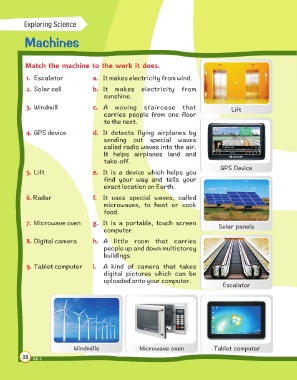 Exploring Science
Machines
Match the machine to the work it does.
1. Escalator a. It makes electricity from wind.
2. Solar cell b. It makes electricity from
sunshine.
3. Windmill c. A moving staircase that
carries people from one floor
to the next.
Lift
4. GPS device d. It detects flying airplanes by
sending out special waves
called radio waves into the air.
It helps airplanes land and
take-off.
GPS Device
5. Lift e. It is a device which helps you
find your way and tells your
exact location on Earth.
6. Radar f. It uses special waves, called
microwaves, to heat or cook
food.
7. Microwave oven g. It is a portable, touch screen
computer.
Solar panels
8. Digital camera h. A little room that carries
people up and down multistorey
buildings.
9. Tablet computer i. A kind of camera that takes
digital pictures which can be
uploaded onto your computer.
Escalator
Windmills Microwave oven Tablet computer
38